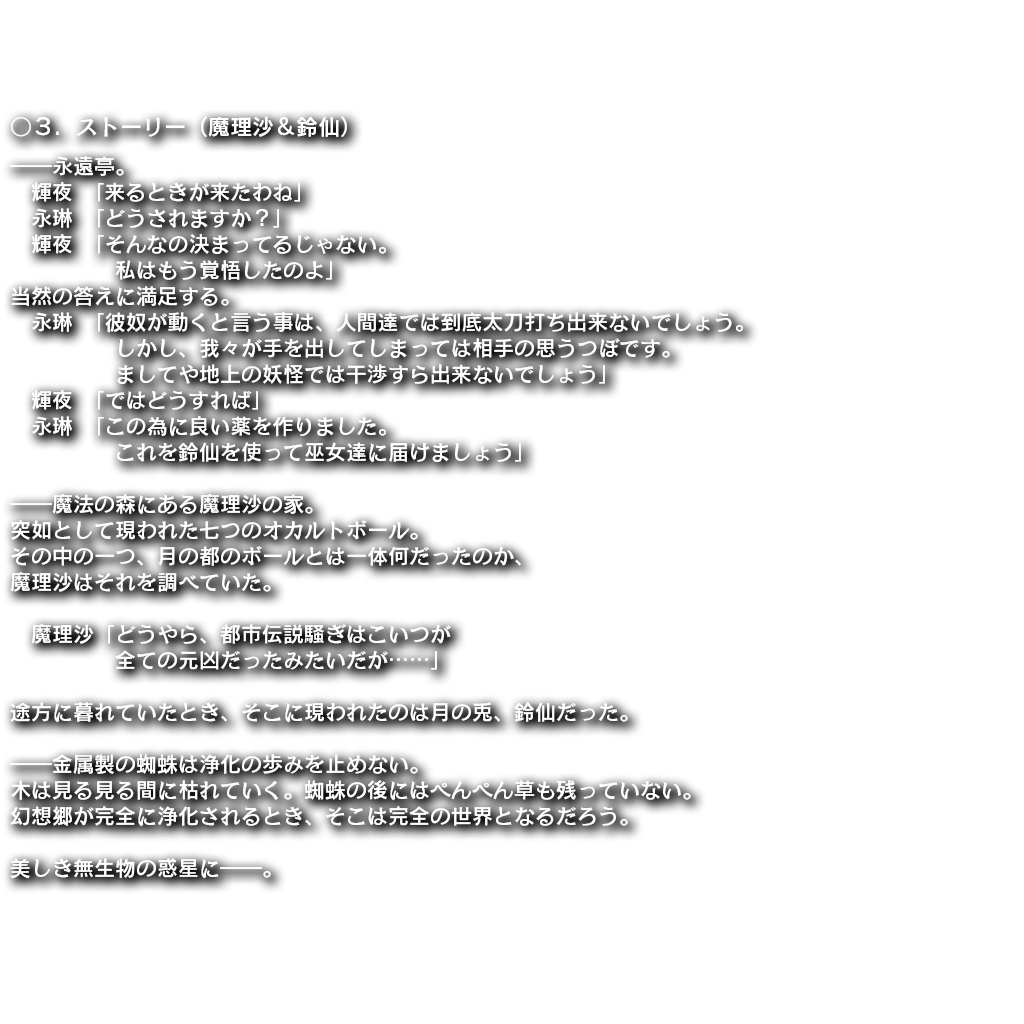 ○３．ストーリー（魔理沙＆鈴仙）
――永遠亭。
輝夜　「来るときが来たわね」
永琳　「どうされますか？」
輝夜　「そんなの決まってるじゃない。
私はもう覚悟したのよ」
当然の答えに満足する。
永琳　「彼奴が動くと言う事は、人間達では到底太刀打ち出来ないでしょう。
しかし、我々が手を出してしまっては相手の思うつぼです。
ましてや地上の妖怪では干渉すら出来ないでしょう」
輝夜　「ではどうすれば」
永琳　「この為に良い薬を作りました。
これを鈴仙を使って巫女達に届けましょう」
――魔法の森にある魔理沙の家。
突如として現われた七つのオカルトボール。
その中の一つ、月の都のボールとは一体何だったのか、
魔理沙はそれを調べていた。
魔理沙「どうやら、都市伝説騒ぎはこいつが
全ての元凶だったみたいだが……」
途方に暮れていたとき、そこに現われたのは月の兎、鈴仙だった。
――金属製の蜘蛛は浄化の歩みを止めない。
木は見る見る間に枯れていく。蜘蛛の後にはぺんぺん草も残っていない。
幻想郷が完全に浄化されるとき、そこは完全の世界となるだろう。
美しき無生物の惑星に――。